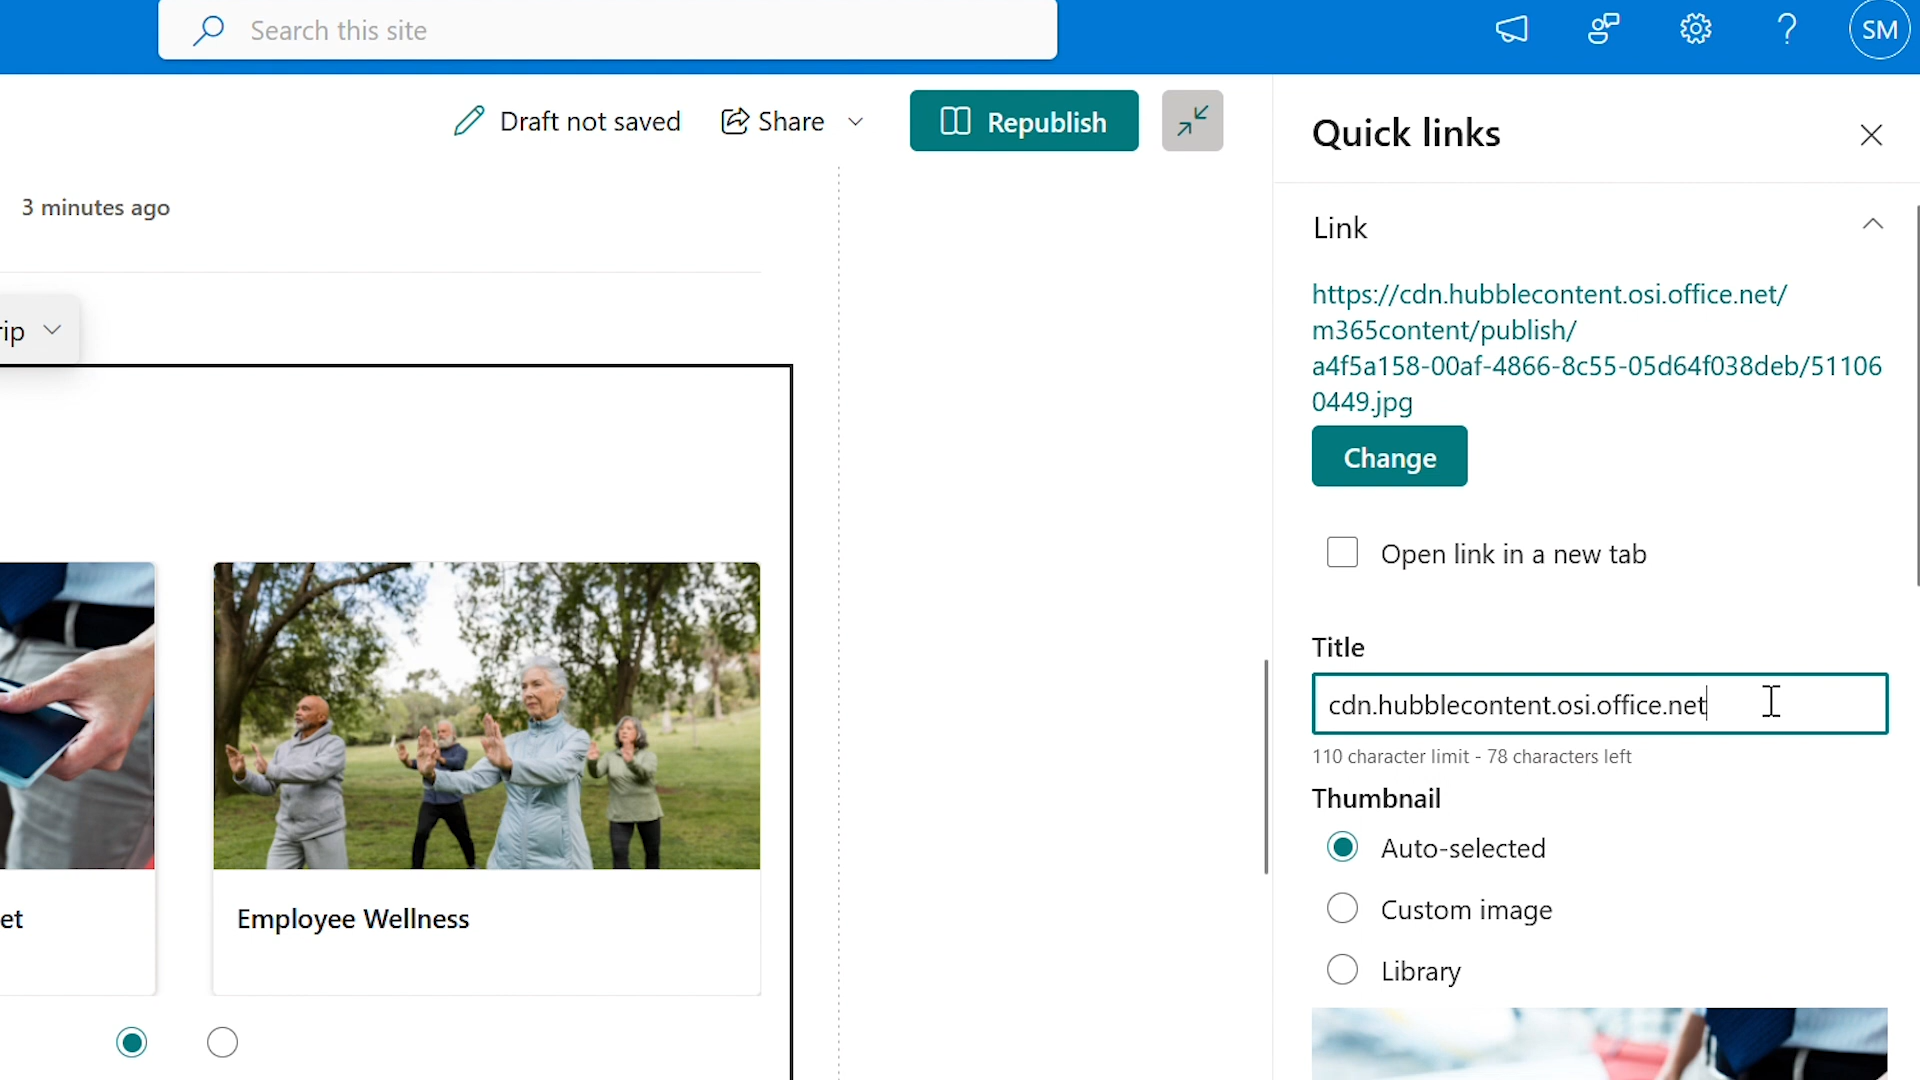 Search this site
SM
Draft not saved
Share
Republish
3 minutes ago
rip
et
Employee Wellness
Quick links
Link
https://cdn.hubblecontent.osi.office.net/
m365content/publish/
a4f5a158-00af-4866-8c55-05d64f038deb/51106
0449.jpg
Change
Open link in a new tab
Title
cdn.hubblecontent.osi.office.net
110 character limit - 78 characters left
Thumbnail
Auto-selected
Custom image
Library